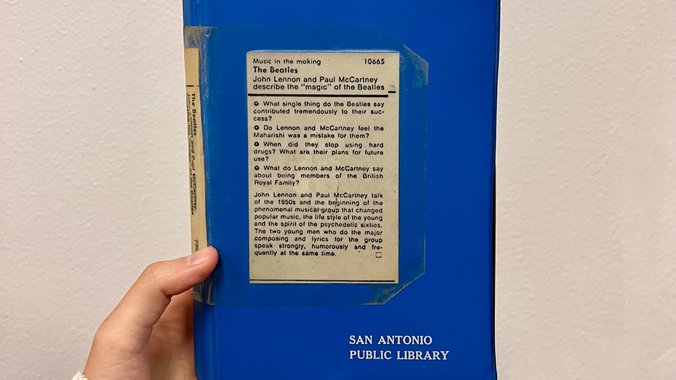 Music in the making 10665
The Beatles
John Lennon and Paul McCartney
describe the "magic" of the Beatles
What single thing do the Beatles say
contributed tremendously to their suc-
cess?
Do Lennon and McCartney feel the
Maharishi was a mistake for them?
When did they stop using hard
drugs? What are their plans for future
use?
What do Lennon and McCartney say
about being members of the British
Royal Family?
John Lennon and Paul McCartney talk
of the 1950s and the beginning of the
phenomenal musical group that changed
popular music, the life style of the young
and the spirit of the psychedelic sixties.
The two young men who do the major
composing and lyrics for the group
speak strongly, humorously and fre-
quently at the same time.
The Beatles
SAN ANTONIO
PUBLIC LIBRARY